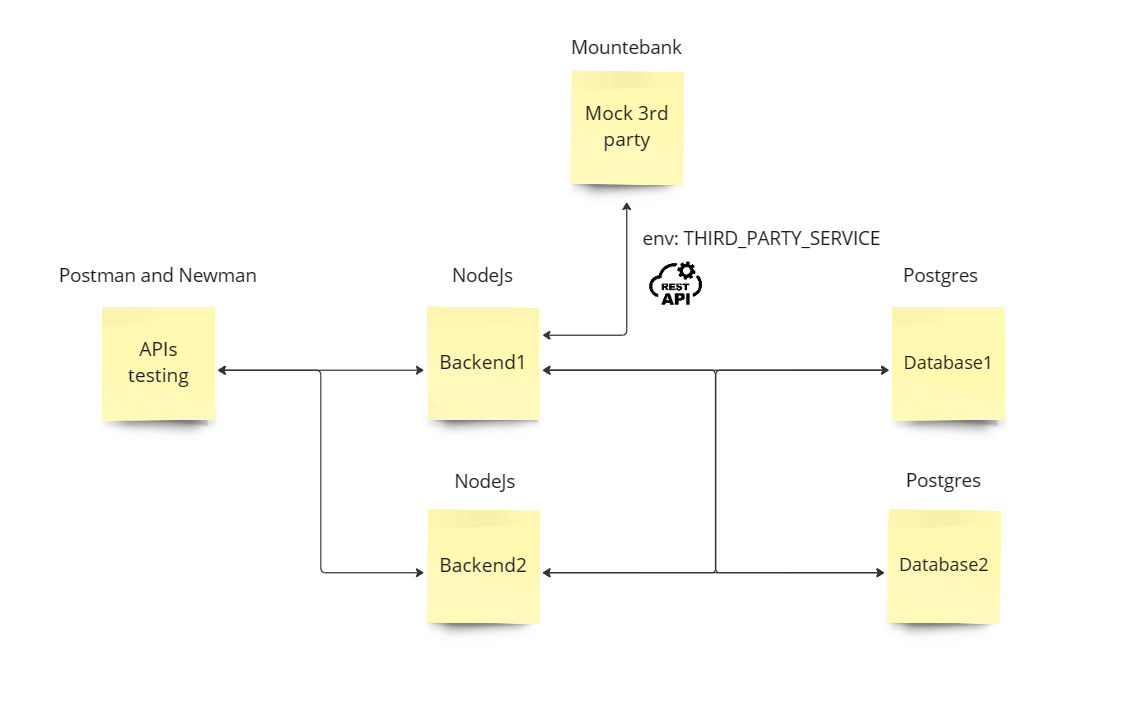 Mountebank
Mock 3rd
party
env: THIRD_PARTY_SERVICE
REST
API
Postman and Newman
NodeJs
Postgres
APIs
testing
Backend1
Database1
NodeJs
Postgres
Backend2
Database2